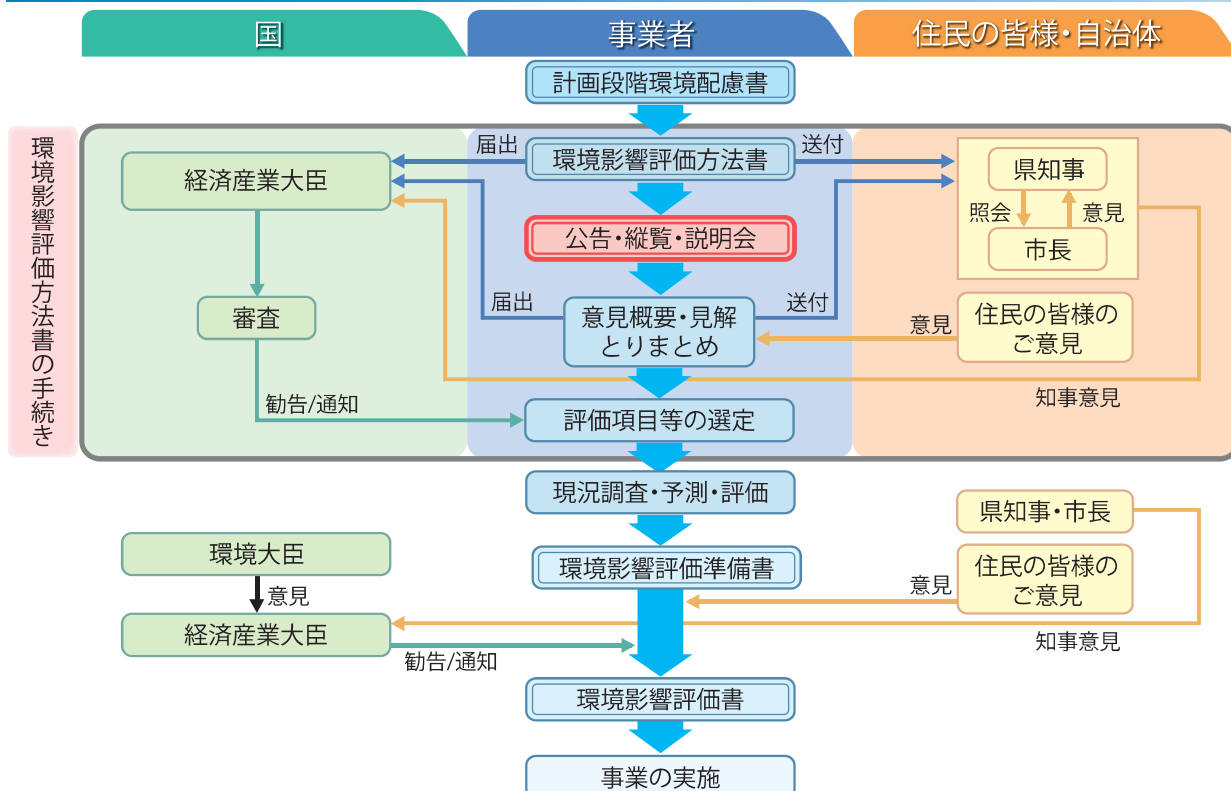 国
事業者
住民の皆様・自治体
計画段階環境配慮書
環境影響評価方法書の手続き
届出
環境影響評価方法書
送付
経済産業大臣
県知事
照会
意見
市長
公告・縦覧・説明会
審査
届出
意見概要・見解
とりまとめ
送付
意見
住民の皆様の
ご意見
知事意見
勧告/通知
評価項目等の選定
現況調査・予測・評価
県知事・市長
環境大臣
意見
環境影響評価準備書
意見
住民の皆様の
ご意見
経済産業大臣
知事意見
勧告/通知
環境影響評価書
事業の実施